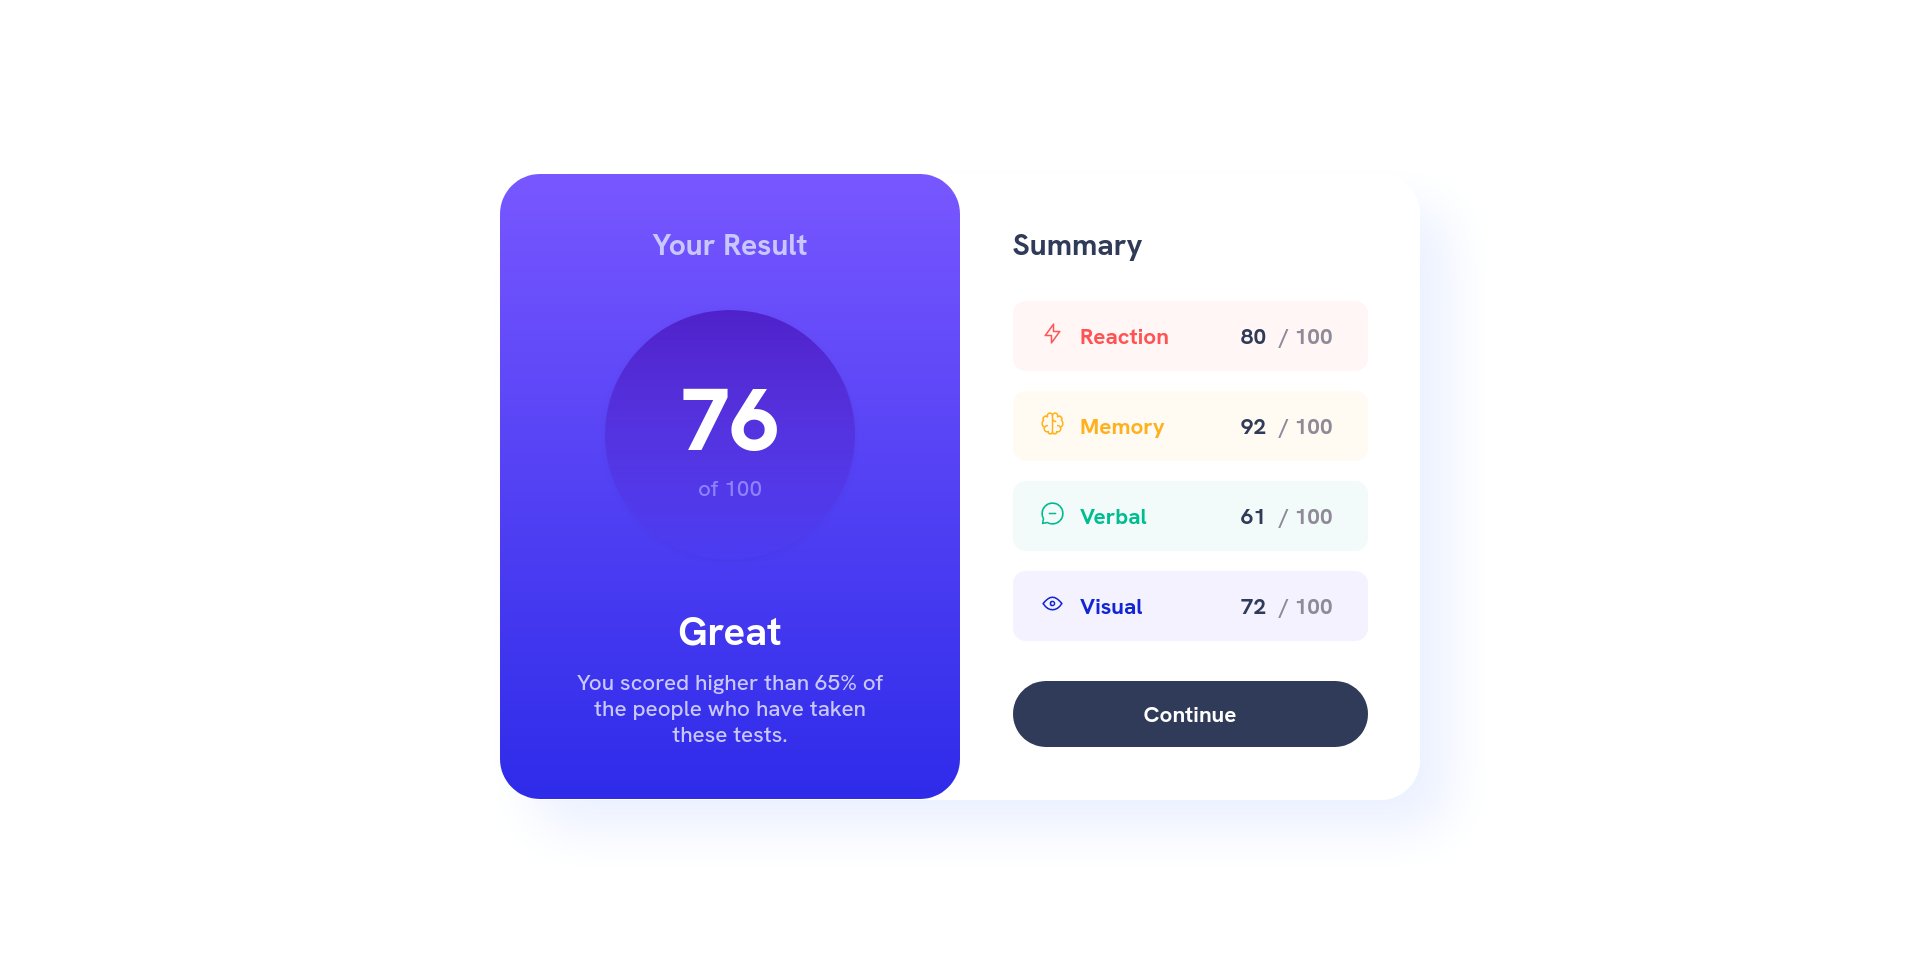 Your Result
76
of 100
Great
You scored higher than 65% of
the people who have taken
these tests.
Summary
Reaction 80 / 100
Memory 92 / 100
Verbal 61 / 100
Visual 72 / 100
Continue